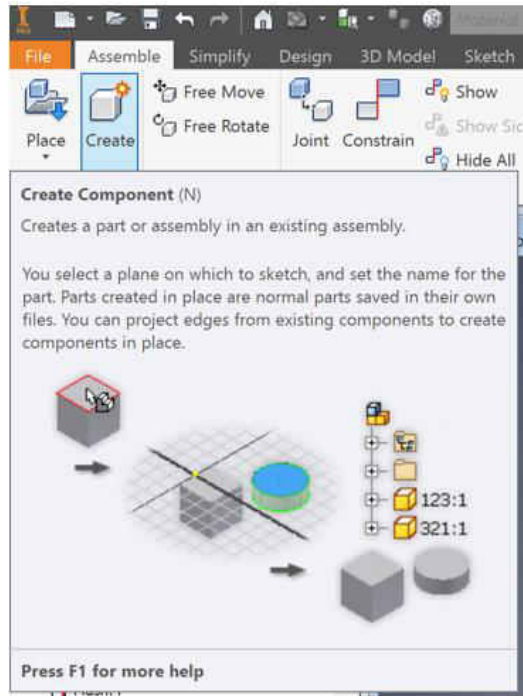 PRO
Material
File Assemble Simplify Design 3D Model Sketch
Place Create Free Move Free Rotate Joint Constrain Show Show Sic Hide All
Create Component (N)
Creates a part or assembly in an existing assembly.
You select a plane on which to sketch, and set the name for the
part. Parts created in place are normal parts saved in their own
files. You can project edges from existing components to create
components in place.
123:1
321:1
Press F1 for more help